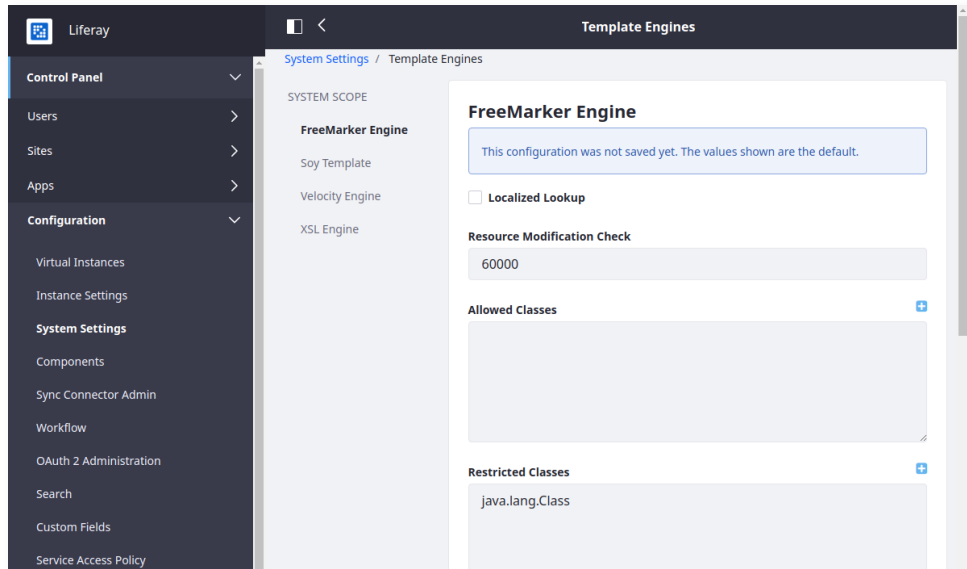 Liferay
Control Panel
Users
Sites
Apps
Configuration
Virtual Instances
Instance Settings
System Settings
Components
Sync Connector Admin
Workflow
OAuth 2 Administration
Search
Custom Fields
Service Access Policy
Template Engines
System Settings / Template Engines
SYSTEM SCOPE
FreeMarker Engine
Soy Template
Velocity Engine
XSL Engine
FreeMarker Engine
This configuration was not saved yet. The values shown are the default.
Localized Lookup
Resource Modification Check
60000
Allowed Classes
Restricted Classes
java.lang.Class